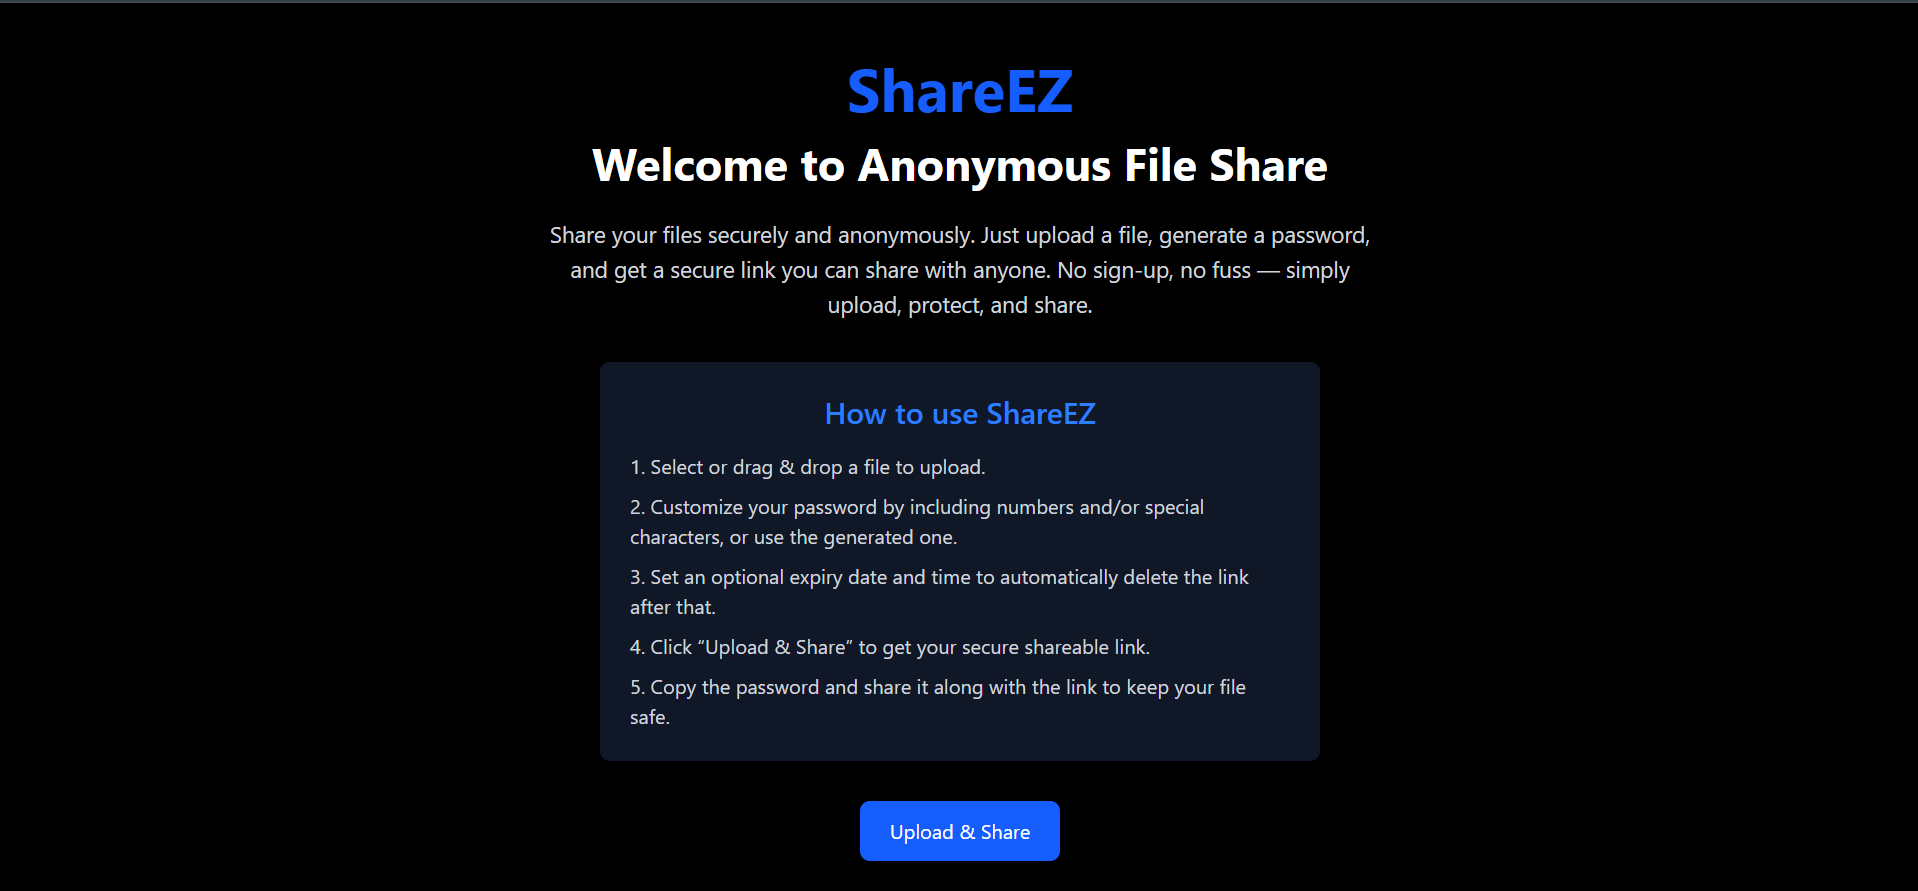 ShareEZ
Welcome to Anonymous File Share
Share your files securely and anonymously. Just upload a file, generate a password,
and get a secure link you can share with anyone. No sign-up, no fuss — simply
upload, protect, and share.
How to use ShareEZ
1. Select or drag & drop a file to upload.
2. Customize your password by including numbers and/or special
characters, or use the generated one.
3. Set an optional expiry date and time to automatically delete the link
after that.
4. Click “Upload & Share” to get your secure shareable link.
5. Copy the password and share it along with the link to keep your file
safe.
Upload & Share